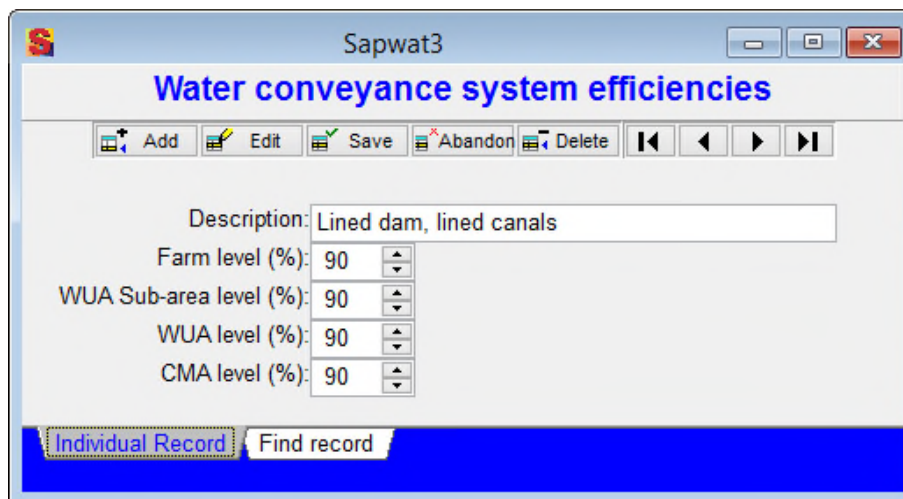 Sapwat3
Water conveyance system efficiencies
Add Edit Save Abandon Delete
Description: Lined dam, lined canals
Farm level (%): 90
WUA Sub-area level (%): 90
WUA level (%): 90
CMA level (%): 90
Individual Record Find record